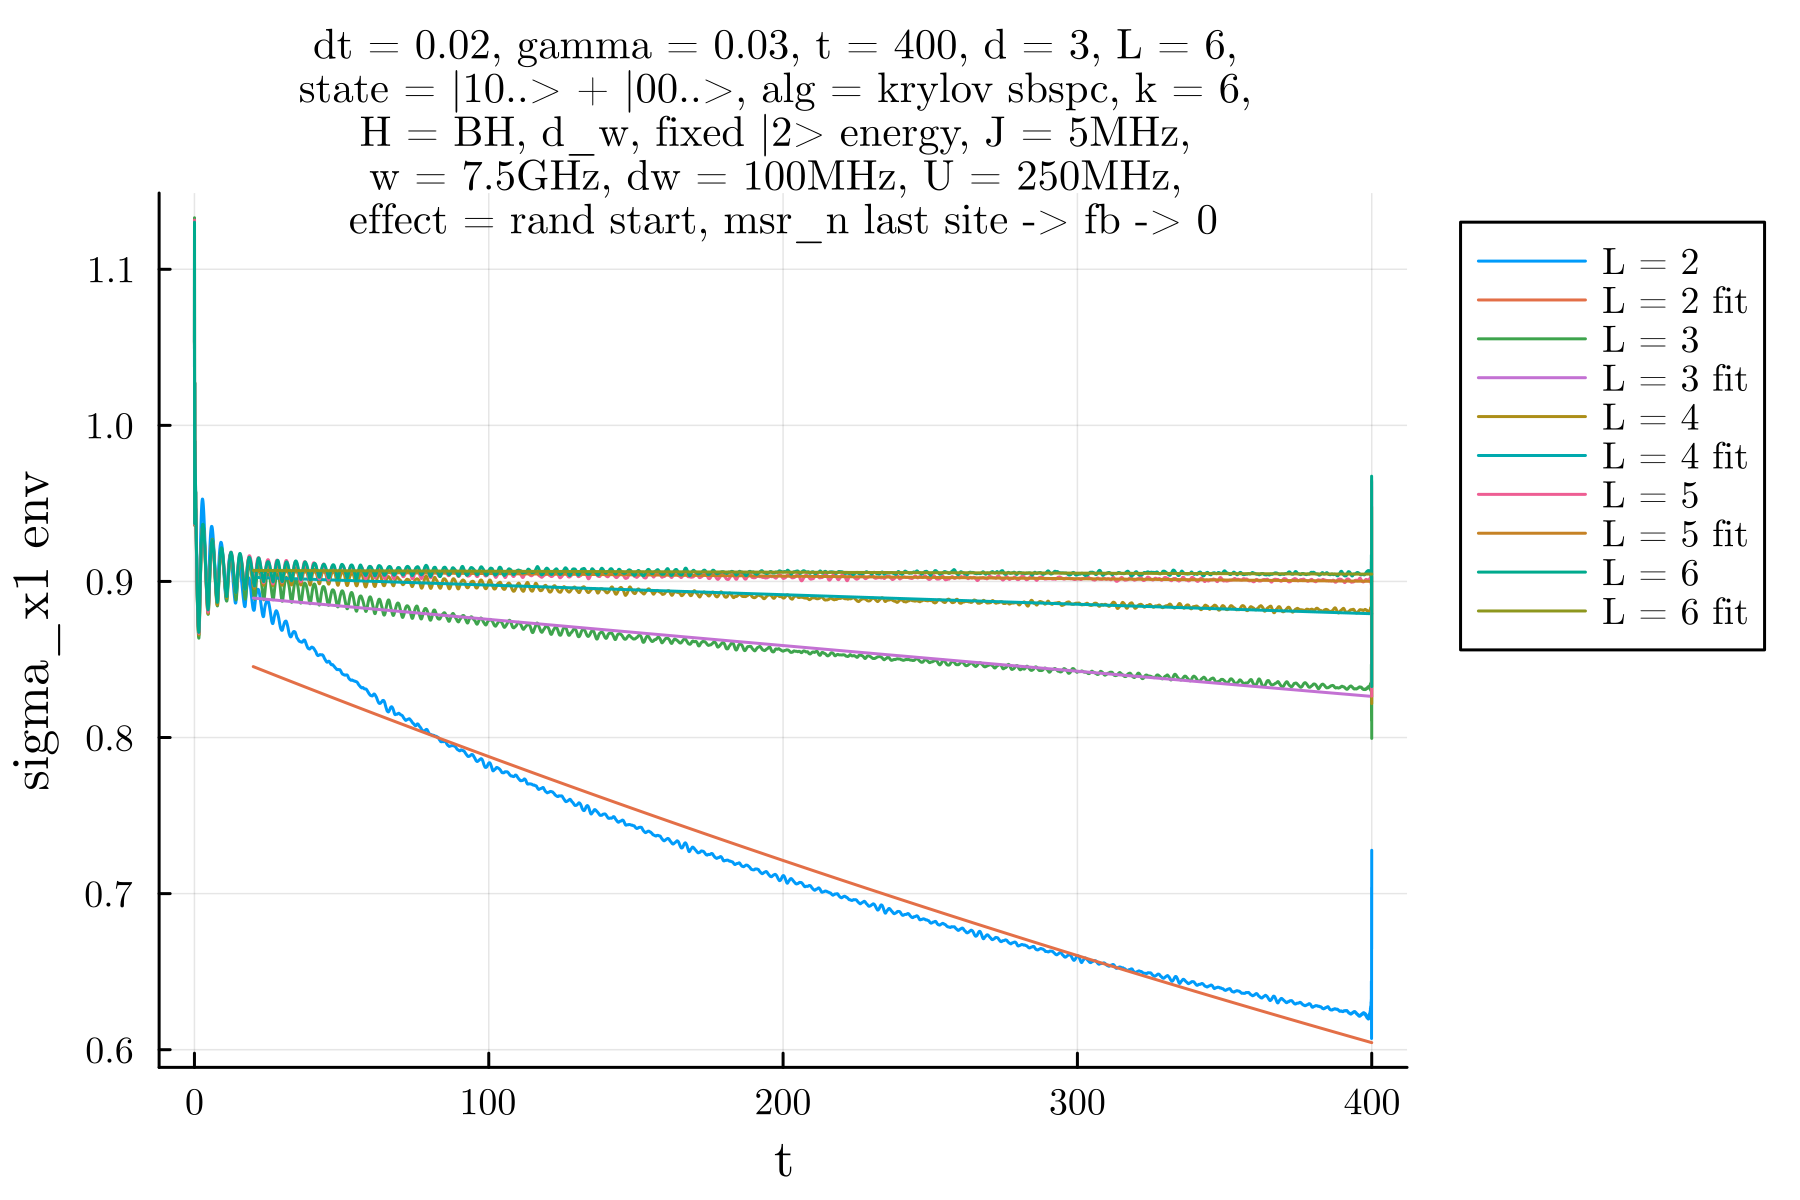 dt = 0.02, gamma = 0.03, t = 400, d = 3, L = 6,
state = |10..> + |00..>, alg = krylov sbspc, k = 6,
H = BH, d_w, fixed |2> energy, J = 5MHz,
w = 7.5GHz, dw = 100MHz, U = 250MHz,
effect = rand start, msr_n last site -> fb -> 0
sigma_x1 env
1.1
1.0
0.9
0.8
0.7
0.6
0
100
200
300
400
t
L = 2
L = 2 fit
L = 3
L = 3 fit
L = 4
L = 4 fit
L = 5
L = 5 fit
L = 6
L = 6 fit